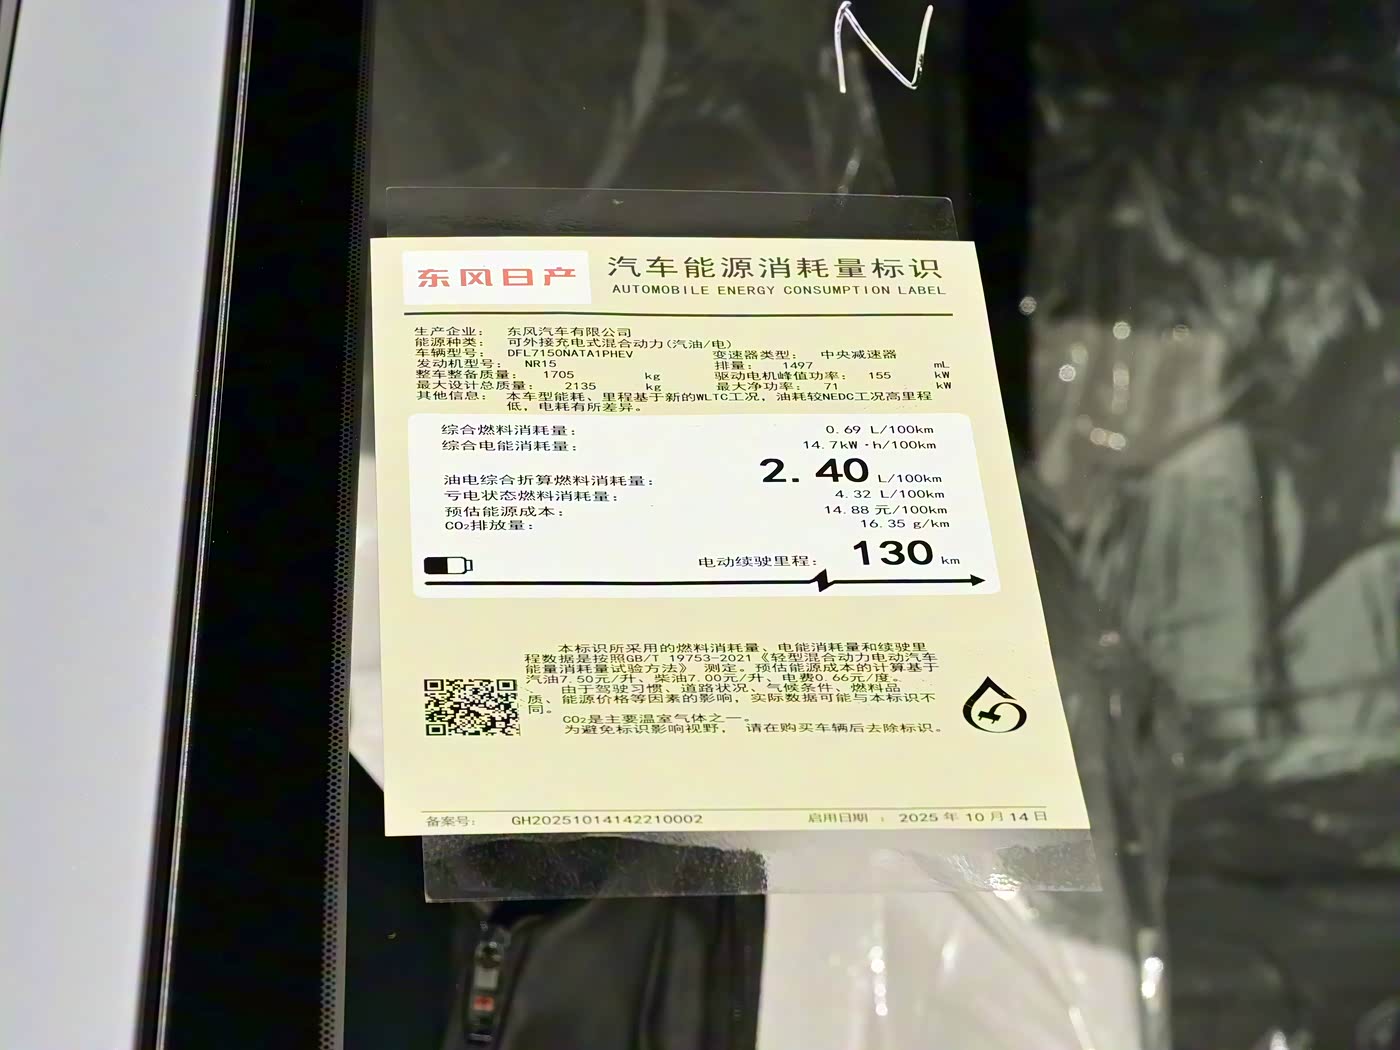 N
东风日产
汽车能源消耗量标识
AUTOMOBILE ENERGY CONSUMPTION LABEL
生产企业： 东风汽车有限公司
能源种类： 可外接充电式混合动力(汽油/电)
车辆型号： DFL7150NATA1PHEV 变速器类型： 中央减速器
发动机型号： NR15 排量： 1497 mL
整车整备质量： 1705 kg 驱动电机峰值功率： 155 kW
最大设计总质量： 2135 kg 最大净功率： 71 kW
其他信息： 本车型能耗、里程基于新的WLTC工况，油耗较NEDC工况高里程
低，电耗有所差异。
综合燃料消耗量： 0.69 L/100km
综合电能消耗量： 14.7kW·h/100km
油电综合折算燃料消耗量： 2.40 L/100km
亏电状态燃料消耗量： 4.32 L/100km
预估能源成本： 14.88 元/100km
CO₂排放量： 16.35 g/km
电动续驶里程： 130 km
本标识所采用的燃料消耗量、电能消耗量和续驶里
程数据是按照GB/T 19753-2021《轻型混合动力电动汽车
能量消耗量试验方法》 测定。预估能源成本的计算基于
汽油7.50元/升、柴油7.00元/升、电费0.66元/度。
由于驾驶习惯、道路状况、气候条件、燃料品
质、能源价格等因素的影响，实际数据可能与本标识不
同。
CO₂是主要温室气体之一。
为避免标识影响视野， 请在购买车辆后去除标识。
备案号： GH20251014142210002 启用日期 ： 2025 年 10 月 14 日